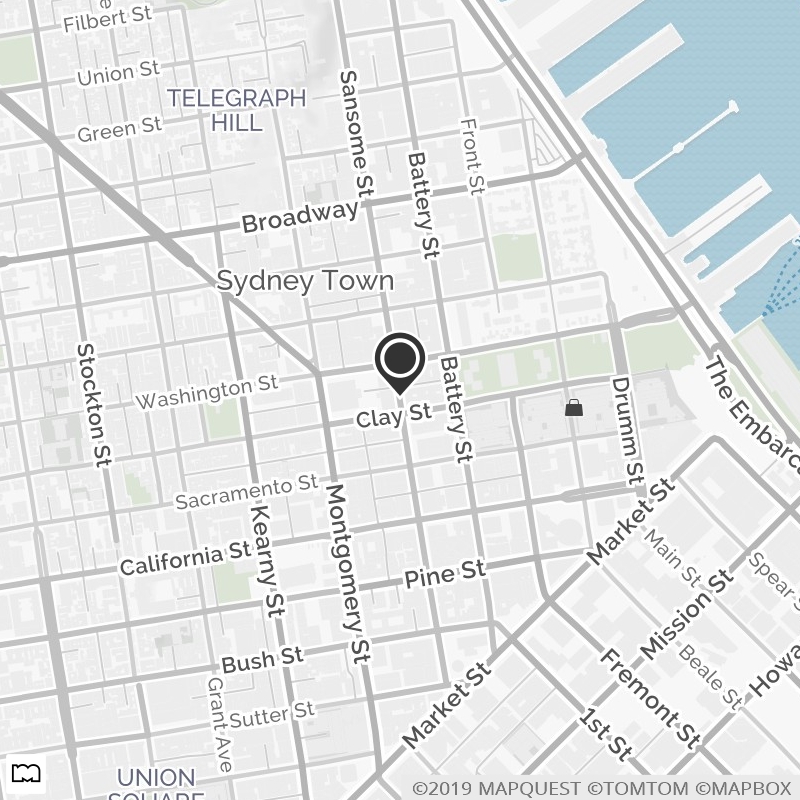 Filbert St
Union St
TELEGRAPH
HILL
Green St
Sansome St
Battery St
Front St
Broadway
Sydney Town
Stockton St
Washington St
Clay St
Battery St
Drumm St
The Embarc
Sacramento St
California St
Kearny St
Montgomery St
Pine St
Market St
Main St
Spear S
Mission St
Bush St
Grant Ave
Sutter St
Market St
Fremont St
Beale St
Howa
1st St
UNION
SQUARE
©2019 MAPQUEST ©TOMTOM ©MAPBOX